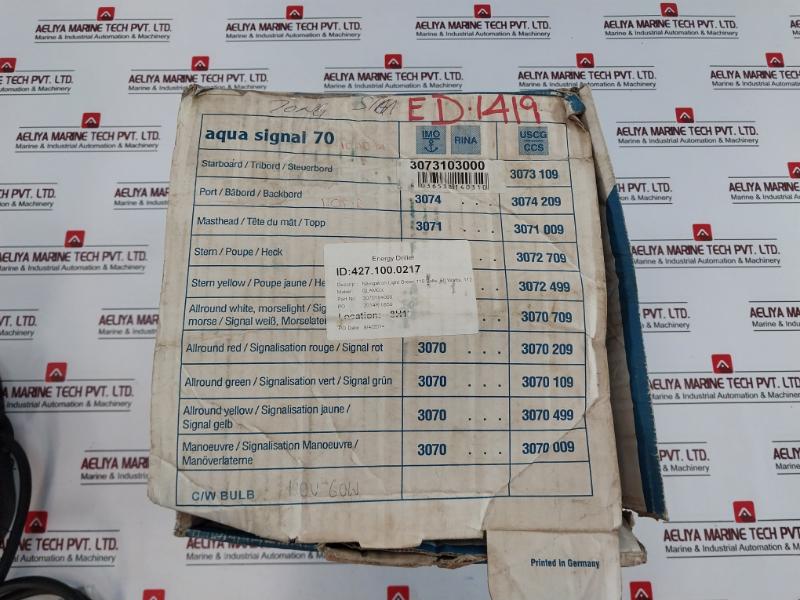 AELIYA MARINE TECH PVT. LTD.
Marine & Industrial Automation & Machinery
ED-1419
aqua signal 70
IMO
RINA
USCG
CCS
Starboard / Tribord / Steuerbord
3073103000
3073 109
Port / Bâbord / Backbord
3074 . . .
3074 209
Masthead / Tête du mât / Topp
3071 . . .
3071 009
Stern / Poupe / Heck
3072 709
Stern yellow / Poupe jaune / He
3072 499
Allround white, morselight / Sig
morse / Signal weiß, Morselate
3070 709
Energy Driller
ID:427.100.0217
Location:
Allround red / Signalisation rouge / Signal rot
3070 . . .
3070 209
Allround green / Signalisation vert / Signal grün
3070 . . .
3070 109
Allround yellow / Signalisation jaune /
Signal gelb
3070 . . .
3070 499
Manoeuvre / Signalisation Manoeuvre /
Manöverlaterne
3070 . . .
3070 009
C/W BULB 110V-60W
Printed in Germany